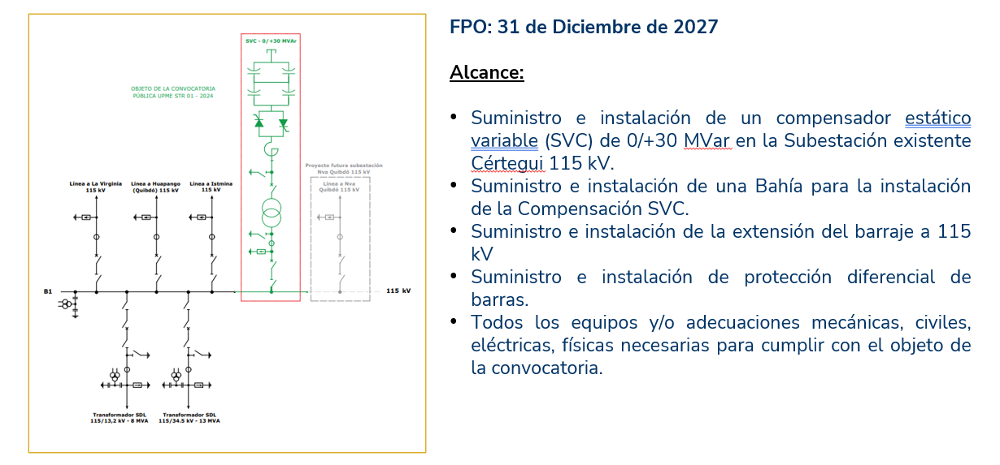 SVC - 0/+30 MVAr
OBJETO DE LA CONVOCATORIA
PÚBLICA UPME STR 01 - 2024
Proyecto futura subestación
Nva Quibdó 115 kV
Línea a La Virginia
115 kV
Línea a Huapango
(Quibdó) 115 kV
Línea a Istmina
115 kV
Línea a Nva
Quibdó 115 kV
B1
115 kV
Transformador SDL
115/13,2 kV - 8 MVA
Transformador SDL
115/34.5 kV - 13 MVA
FPO: 31 de Diciembre de 2027
Alcance:
• Suministro e instalación de un compensador estático
variable (SVC) de 0/+30 MVar en la Subestación existente
Cértegui 115 kV.
• Suministro e instalación de una Bahía para la instalación
de la Compensación SVC.
• Suministro e instalación de la extensión del barraje a 115
kV
• Suministro e instalación de protección diferencial de
barras.
• Todos los equipos y/o adecuaciones mecánicas, civiles,
eléctricas, físicas necesarias para cumplir con el objeto de
la convocatoria.